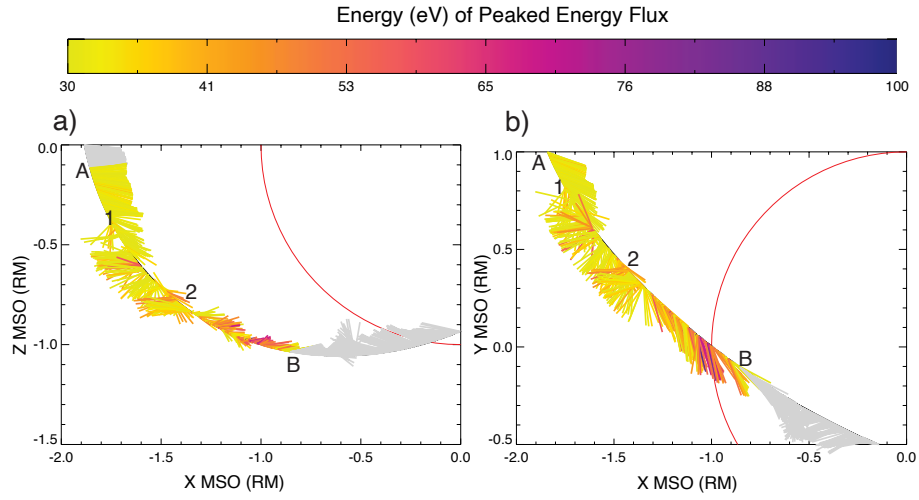 Energy (eV) of Peaked Energy Flux
30 41 53 65 76 88 100
a)
b)
0.0
-0.5
-1.0
-1.5
Z MSO (RM)
A
1
2
B
-2.0 -1.5 -1.0 -0.5 0.0
X MSO (RM)
1.0
0.5
0.0
-0.5
Y MSO (RM)
A
1
2
B
-2.0 -1.5 -1.0 -0.5 0.0
X MSO (RM)